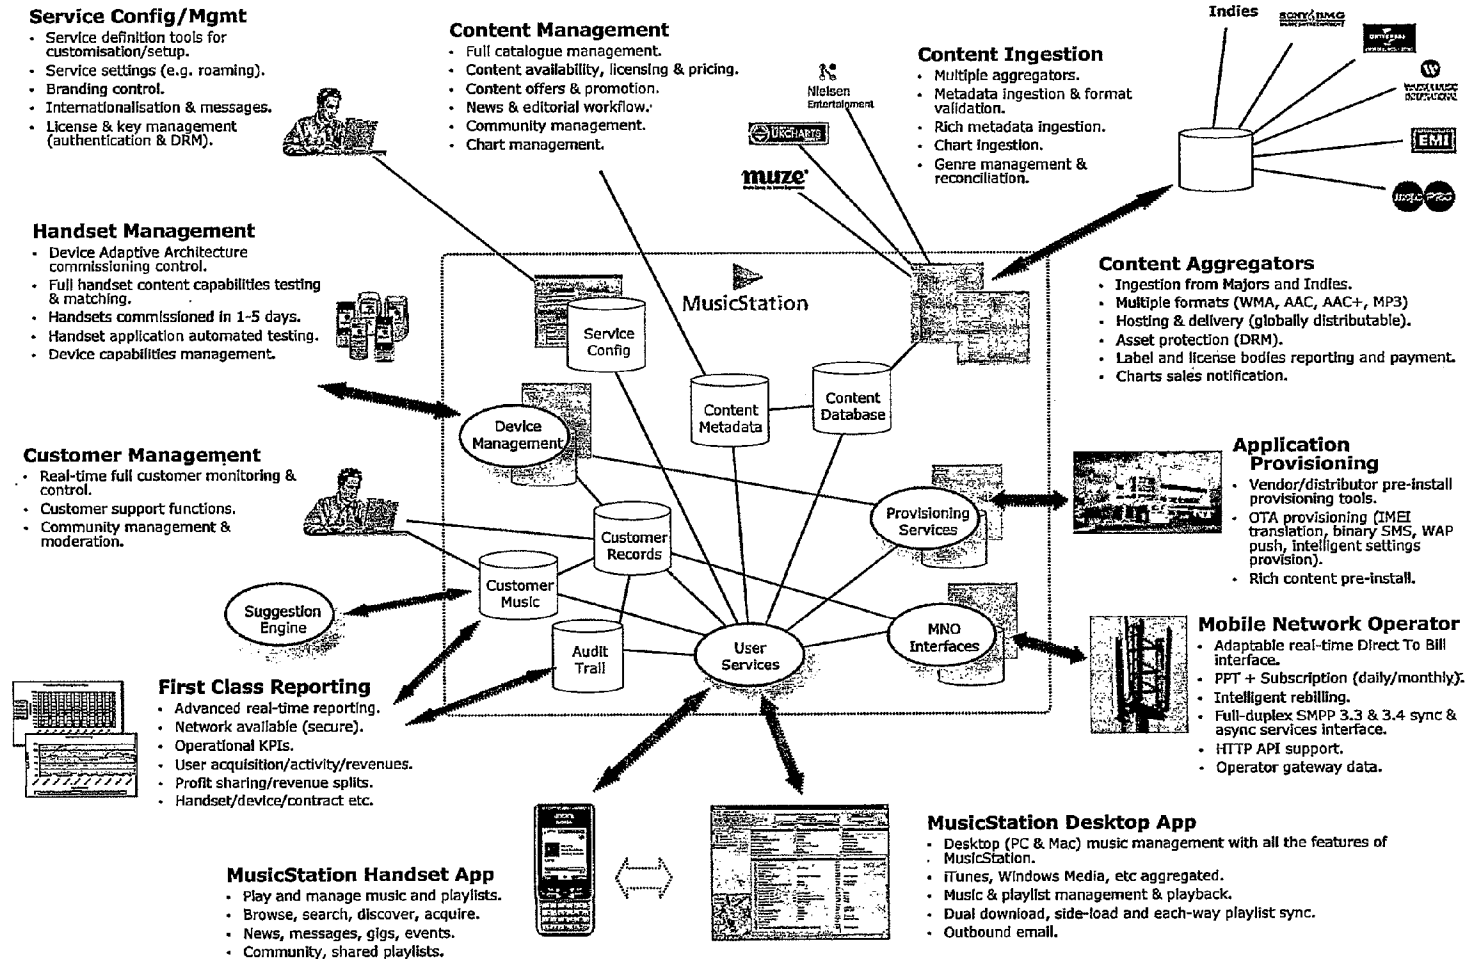 Service Config/Mgmt
• Service definition tools for
customisation/setup.
• Service settings (e.g. roaming).
• Branding control.
• Internationalisation & messages.
• License & key management
(authentication & DRM).
Content Management
• Full catalogue management.
• Content availability, licensing & pricing.
• Content offers & promotion.
• News & editorial workflow.
• Community management.
• Chart management.
Nielsen
Entertainment
UKCHARTS
muze
Content Ingestion
• Multiple aggregators.
• Metadata ingestion & format
validation.
• Rich metadata ingestion.
• Chart ingestion.
• Genre management &
reconciliation.
Indies
SONY BMG
UNIVERSAL
EMI
Handset Management
• Device Adaptive Architecture
commissioning control.
• Full handset content capabilities testing
& matching.
• Handsets commissioned in 1-5 days.
• Handset application automated testing.
• Device capabilities management.
Content Aggregators
• Ingestion from Majors and Indies.
• Multiple formats (WMA, AAC, AAC+, MP3)
• Hosting & delivery (globally distributable).
• Asset protection (DRM).
• Label and license bodies reporting and payment.
• Charts sales notification.
MusicStation
Service
Config
Content
Metadata
Content
Database
Device
Management
Provisioning
Services
Customer
Records
Customer
Music
Audit
Trail
User
Services
MNO
Interfaces
Customer Management
• Real-time full customer monitoring &
control.
• Customer support functions.
• Community management &
moderation.
Suggestion
Engine
Application
Provisioning
• Vendor/distributor pre-install
provisioning tools.
• OTA provisioning (IMEI
translation, binary SMS, WAP
push, intelligent settings
provision).
• Rich content pre-install.
Mobile Network Operator
• Adaptable real-time Direct To Bill
interface.
• PPT + Subscription (daily/monthly).
• Intelligent rebilling.
• Full-duplex SMPP 3.3 & 3.4 sync &
async services interface.
• HTTP API support.
• Operator gateway data.
First Class Reporting
• Advanced real-time reporting.
• Network available (secure).
• Operational KPIs.
• User acquisition/activity/revenues.
• Profit sharing/revenue splits.
• Handset/device/contract etc.
MusicStation Handset App
• Play and manage music and playlists.
• Browse, search, discover, acquire.
• News, messages, gigs, events.
• Community, shared playlists.
MusicStation Desktop App
• Desktop (PC & Mac) music management with all the features of
MusicStation.
• iTunes, Windows Media, etc aggregated.
• Music & playlist management & playback.
• Dual download, side-load and each-way playlist sync.
• Outbound email.